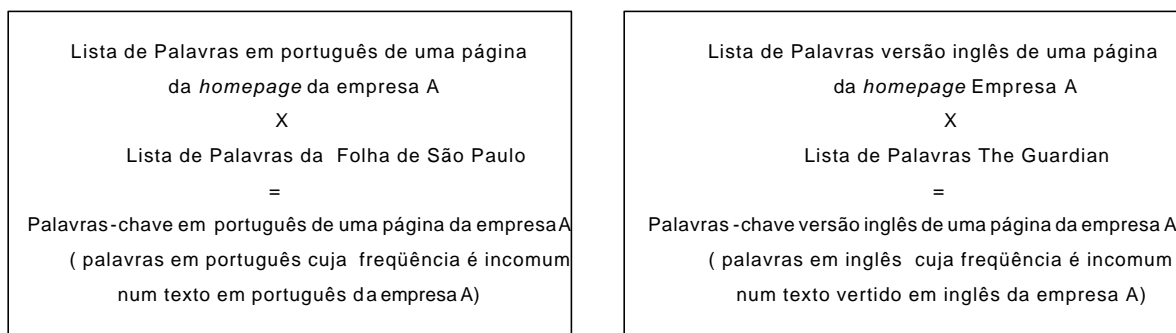 Lista de Palavras em português de uma página
da homepage da empresa A
X
Lista de Palavras da Folha de São Paulo
=
Palavras-chave em português de uma página da empresa A
( palavras em português cuja freqüência é incomum
num texto em português da empresa A)
Lista de Palavras versão inglês de uma página
da homepage Empresa A
X
Lista de Palavras The Guardian
=
Palavras -chave versão inglês de uma página da empresa A
( palavras em inglês cuja freqüência é incomum
num texto vertido em inglês da empresa A)